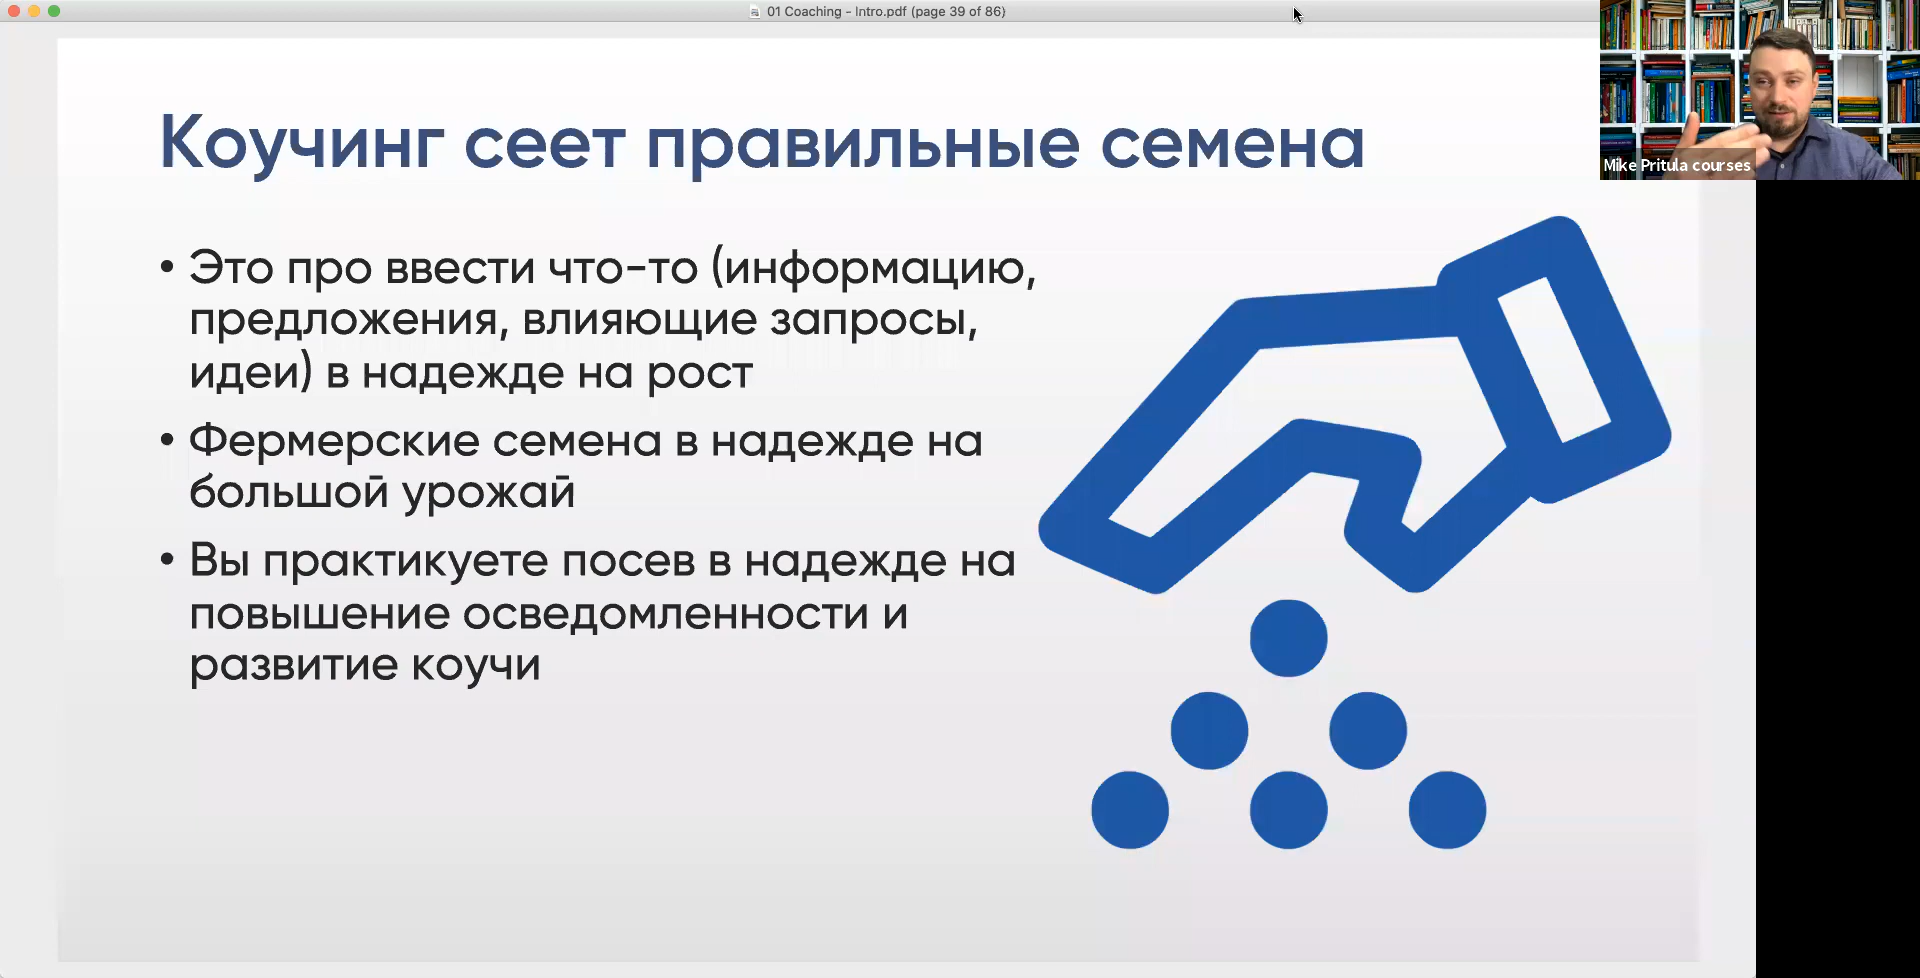 01 Coaching - Intro.pdf (page 39 of 86)
Коучинг сеет правильные семена
• Это про ввести что-то (информацию,
предложения, влияющие запросы,
идеи) в надежде на рост
• Фермерские семена в надежде на
большой урожай
• Вы практикуете посев в надежде на
повышение осведомленности и
развитие коучи
Mike Pritula courses